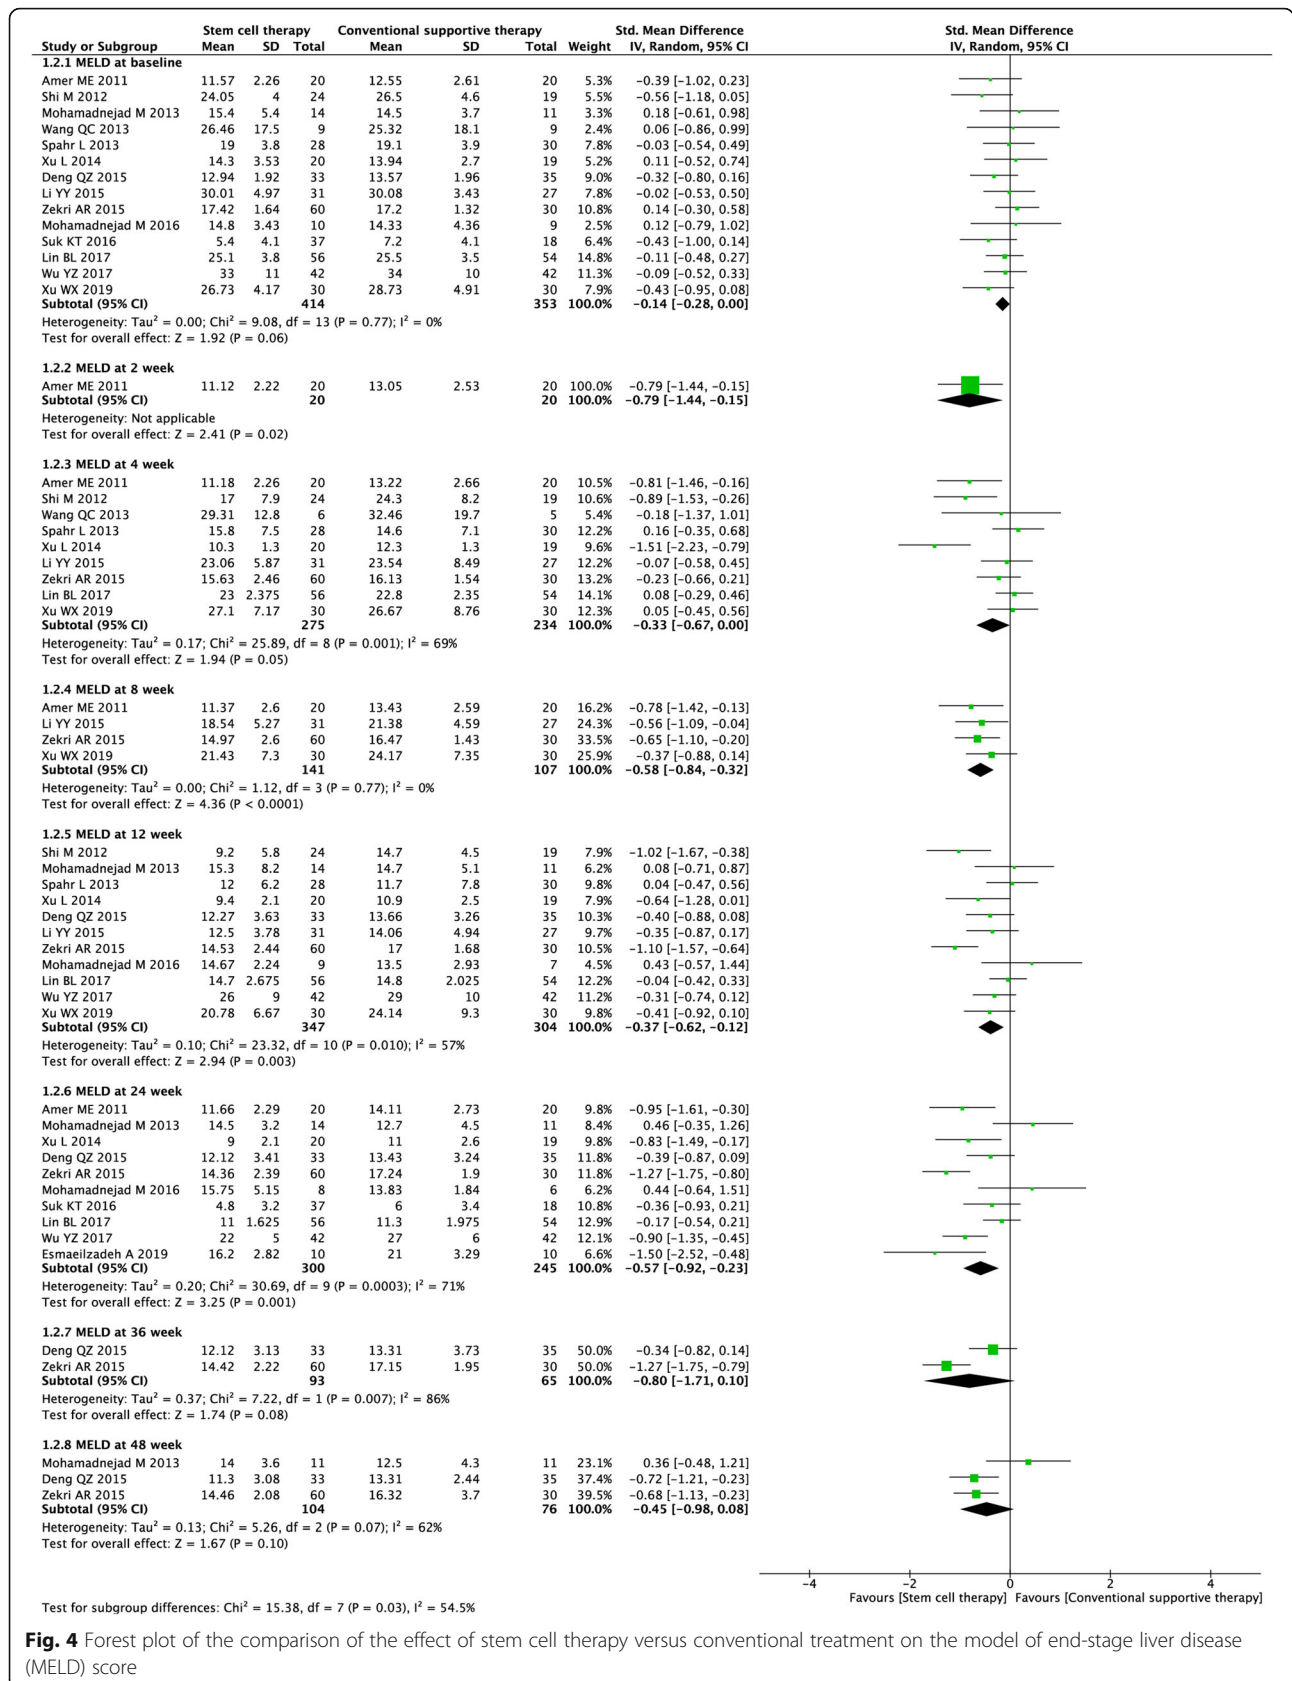 Stem cell therapy Conventional supportive therapy Std. Mean Difference Std. Mean Difference
Study or Subgroup Mean SD Total Mean SD Total Weight IV, Random, 95% CI IV, Random, 95% CI
1.2.1 MELD at baseline
Amer ME 2011 11.57 2.26 20 12.55 2.61 20 5.3% −0.39 [−1.02, 0.23]
Shi M 2012 24.05 4 24 26.5 4.6 19 5.5% −0.56 [−1.18, 0.05]
Mohamadnejad M 2013 15.4 5.4 14 14.5 3.7 11 3.3% 0.18 [−0.61, 0.98]
Wang QC 2013 26.46 17.5 9 25.32 18.1 9 2.4% 0.06 [−0.86, 0.99]
Spahr L 2013 19 3.8 28 19.1 3.9 30 7.8% −0.03 [−0.54, 0.49]
Xu L 2014 14.3 3.53 20 13.94 2.7 19 5.2% 0.11 [−0.52, 0.74]
Deng QZ 2015 12.94 1.92 33 13.57 1.96 35 9.0% −0.32 [−0.80, 0.16]
Li YY 2015 30.01 4.97 31 30.08 3.43 27 7.8% −0.02 [−0.53, 0.50]
Zekri AR 2015 17.42 1.64 60 17.2 1.32 30 10.8% 0.14 [−0.30, 0.58]
Mohamadnejad M 2016 14.8 3.43 10 14.33 4.36 9 2.5% 0.12 [−0.79, 1.02]
Suk KT 2016 5.4 4.1 37 7.2 4.1 18 6.4% −0.43 [−1.00, 0.14]
Lin BL 2017 25.1 3.8 56 25.5 3.5 54 14.8% −0.11 [−0.48, 0.27]
Wu YZ 2017 33 11 42 34 10 42 11.3% −0.09 [−0.52, 0.33]
Xu WX 2019 26.73 4.17 30 28.73 4.91 30 7.9% −0.43 [−0.95, 0.08]
Subtotal (95% CI) 414 353 100.0% −0.14 [−0.28, 0.00]
Heterogeneity: Tau² = 0.00; Chi² = 9.08, df = 13 (P = 0.77); I² = 0%
Test for overall effect: Z = 1.92 (P = 0.06)
1.2.2 MELD at 2 week
Amer ME 2011 11.12 2.22 20 13.05 2.53 20 100.0% −0.79 [−1.44, −0.15]
Subtotal (95% CI) 20 20 100.0% −0.79 [−1.44, −0.15]
Heterogeneity: Not applicable
Test for overall effect: Z = 2.41 (P = 0.02)
1.2.3 MELD at 4 week
Amer ME 2011 11.18 2.26 20 13.22 2.66 20 10.5% −0.81 [−1.46, −0.16]
Shi M 2012 17 7.9 24 24.3 8.2 19 10.6% −0.89 [−1.53, −0.26]
Wang QC 2013 29.31 12.8 6 32.46 19.7 5 5.4% −0.18 [−1.37, 1.01]
Spahr L 2013 15.8 7.5 28 14.6 7.1 30 12.2% 0.16 [−0.35, 0.68]
Xu L 2014 10.3 1.3 20 12.3 1.3 19 9.6% −1.51 [−2.23, −0.79]
Li YY 2015 23.06 5.87 31 23.54 8.49 27 12.2% −0.07 [−0.58, 0.45]
Zekri AR 2015 15.63 2.46 60 16.13 1.54 30 13.2% −0.23 [−0.66, 0.21]
Lin BL 2017 23 2.375 56 22.8 2.35 54 14.1% 0.08 [−0.29, 0.46]
Xu WX 2019 27.1 7.17 30 26.67 8.76 30 12.3% 0.05 [−0.45, 0.56]
Subtotal (95% CI) 275 234 100.0% −0.33 [−0.67, 0.00]
Heterogeneity: Tau² = 0.17; Chi² = 25.89, df = 8 (P = 0.001); I² = 69%
Test for overall effect: Z = 1.94 (P = 0.05)
1.2.4 MELD at 8 week
Amer ME 2011 11.37 2.6 20 13.43 2.59 20 16.2% −0.78 [−1.42, −0.13]
Li YY 2015 18.54 5.27 31 21.38 4.59 27 24.3% −0.56 [−1.09, −0.04]
Zekri AR 2015 14.97 2.6 60 16.47 1.43 30 33.5% −0.65 [−1.10, −0.20]
Xu WX 2019 21.43 7.3 30 24.17 7.35 30 25.9% −0.37 [−0.88, 0.14]
Subtotal (95% CI) 141 107 100.0% −0.58 [−0.84, −0.32]
Heterogeneity: Tau² = 0.00; Chi² = 1.12, df = 3 (P = 0.77); I² = 0%
Test for overall effect: Z = 4.36 (P < 0.0001)
1.2.5 MELD at 12 week
Shi M 2012 9.2 5.8 24 14.7 4.5 19 7.9% −1.02 [−1.67, −0.38]
Mohamadnejad M 2013 15.3 8.2 14 14.7 5.1 11 6.2% 0.08 [−0.71, 0.87]
Spahr L 2013 12 6.2 28 11.7 7.8 30 9.8% 0.04 [−0.47, 0.56]
Xu L 2014 9.4 2.1 20 10.9 2.5 19 7.9% −0.64 [−1.28, 0.01]
Deng QZ 2015 12.27 3.63 33 13.66 3.26 35 10.3% −0.40 [−0.88, 0.08]
Li YY 2015 12.5 3.78 31 14.06 4.94 27 9.7% −0.35 [−0.87, 0.17]
Zekri AR 2015 14.53 2.44 60 17 1.68 30 10.5% −1.10 [−1.57, −0.64]
Mohamadnejad M 2016 14.67 2.24 9 13.5 2.93 7 4.5% 0.43 [−0.57, 1.44]
Lin BL 2017 14.7 2.675 56 14.8 2.025 54 12.2% −0.04 [−0.42, 0.33]
Wu YZ 2017 26 9 42 29 10 42 11.2% −0.31 [−0.74, 0.12]
Xu WX 2019 20.78 6.67 30 24.14 9.3 30 9.8% −0.41 [−0.92, 0.10]
Subtotal (95% CI) 347 304 100.0% −0.37 [−0.62, −0.12]
Heterogeneity: Tau² = 0.10; Chi² = 23.32, df = 10 (P = 0.010); I² = 57%
Test for overall effect: Z = 2.94 (P = 0.003)
1.2.6 MELD at 24 week
Amer ME 2011 11.66 2.29 20 14.11 2.73 20 9.8% −0.95 [−1.61, −0.30]
Mohamadnejad M 2013 14.5 3.2 14 12.7 4.5 11 8.4% 0.46 [−0.35, 1.26]
Xu L 2014 9 2.1 20 11 2.6 19 9.8% −0.83 [−1.49, −0.17]
Deng QZ 2015 12.12 3.41 33 13.43 3.24 35 11.8% −0.39 [−0.87, 0.09]
Zekri AR 2015 14.36 2.39 60 17.24 1.9 30 11.8% −1.27 [−1.75, −0.80]
Mohamadnejad M 2016 15.75 5.15 8 13.83 1.84 6 6.2% 0.44 [−0.64, 1.51]
Suk KT 2016 4.8 3.2 37 6 3.4 18 10.8% −0.36 [−0.93, 0.21]
Lin BL 2017 11 1.625 56 11.3 1.975 54 12.9% −0.17 [−0.54, 0.21]
Wu YZ 2017 22 5 42 27 6 42 12.1% −0.90 [−1.35, −0.45]
Esmaeilzadeh A 2019 16.2 2.82 10 21 3.29 10 6.6% −1.50 [−2.52, −0.48]
Subtotal (95% CI) 300 245 100.0% −0.57 [−0.92, −0.23]
Heterogeneity: Tau² = 0.20; Chi² = 30.69, df = 9 (P = 0.0003); I² = 71%
Test for overall effect: Z = 3.25 (P = 0.001)
1.2.7 MELD at 36 week
Deng QZ 2015 12.12 3.13 33 13.31 3.73 35 50.0% −0.34 [−0.82, 0.14]
Zekri AR 2015 14.42 2.22 60 17.15 1.95 30 50.0% −1.27 [−1.75, −0.79]
Subtotal (95% CI) 93 65 100.0% −0.80 [−1.71, 0.10]
Heterogeneity: Tau² = 0.37; Chi² = 7.22, df = 1 (P = 0.007); I² = 86%
Test for overall effect: Z = 1.74 (P = 0.08)
1.2.8 MELD at 48 week
Mohamadnejad M 2013 14 3.6 11 12.5 4.3 11 23.1% 0.36 [−0.48, 1.21]
Deng QZ 2015 11.3 3.08 33 13.31 2.44 35 37.4% −0.72 [−1.21, −0.23]
Zekri AR 2015 14.46 2.08 60 16.32 3.7 30 39.5% −0.68 [−1.13, −0.23]
Subtotal (95% CI) 104 76 100.0% −0.45 [−0.98, 0.08]
Heterogeneity: Tau² = 0.13; Chi² = 5.26, df = 2 (P = 0.07); I² = 62%
Test for overall effect: Z = 1.67 (P = 0.10)
−4 −2 0 2 4
Favours [Stem cell therapy] Favours [Conventional supportive therapy]
Test for subgroup differences: Chi² = 15.38, df = 7 (P = 0.03), I² = 54.5%
Fig. 4 Forest plot of the comparison of the effect of stem cell therapy versus conventional treatment on the model of end-stage liver disease
(MELD) score